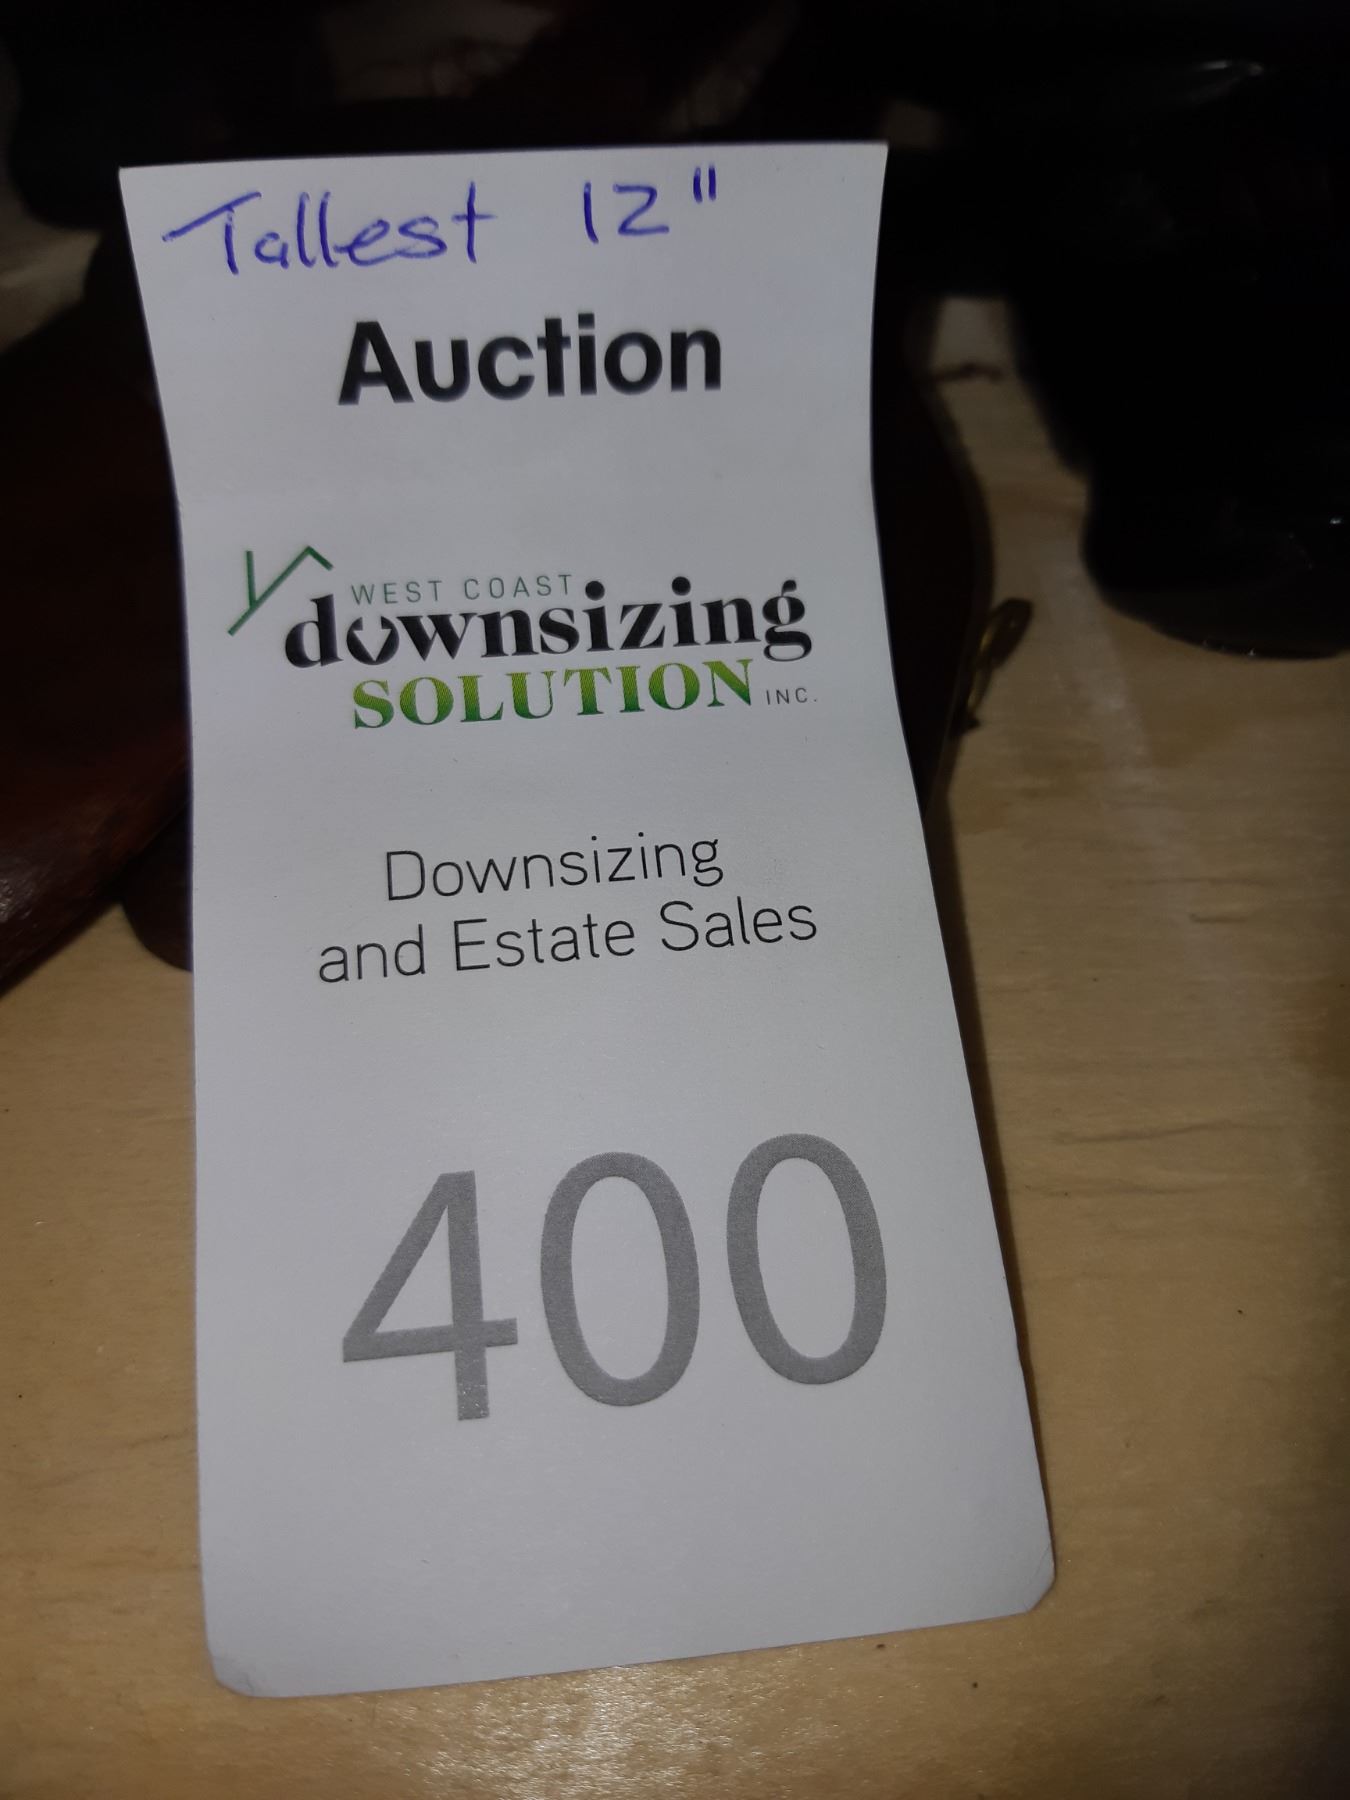 Tallest 12"
Auction
WEST COAST
downsizing
SOLUTION INC.
Downsizing
and Estate Sales
400